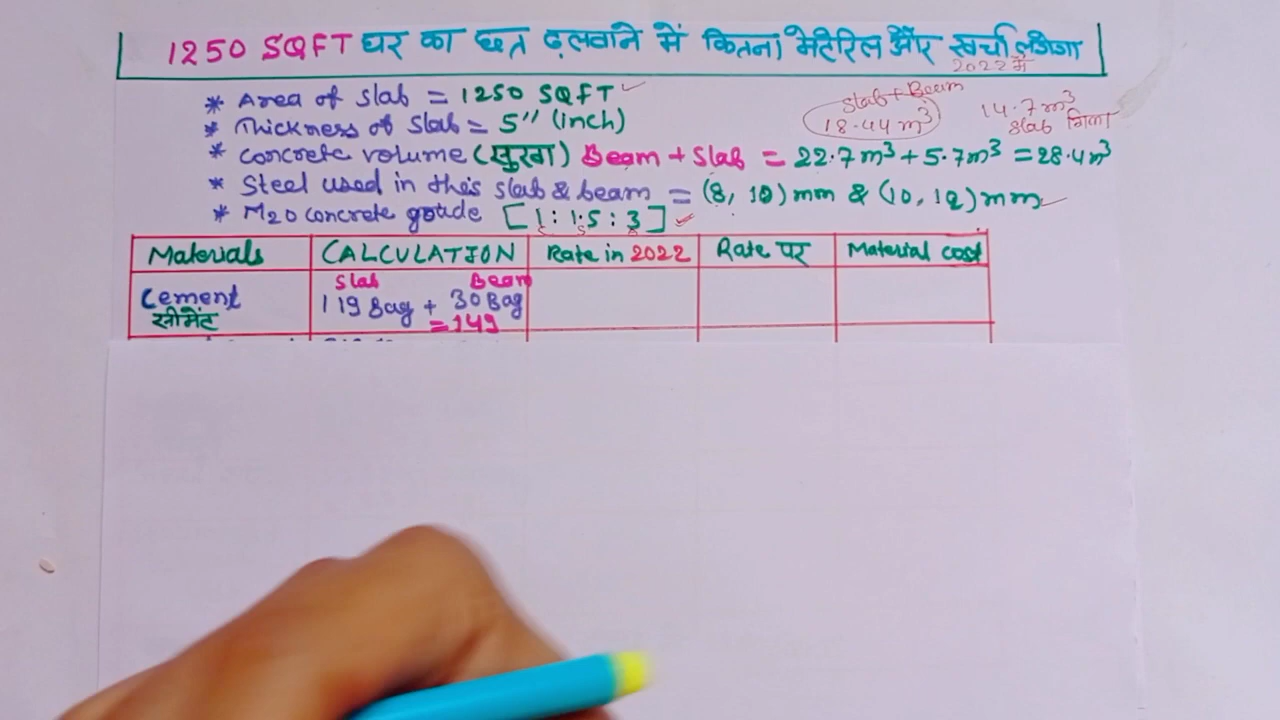 1250 SQFT घर का छत ढ़लवाने में कितना मेटेरिल और खर्चा लगेगा
2022 में
* Area of slab = 1250 SQFT
* Thickness of slab = 5" (inch)
slab + Beam
18.44 m³
14.7 m³
slab गिला
* Concrete volume (सुखा) Beam + Slab = 22.7 m³ + 5.7 m³ = 28.4 m³
* Steel used in this slab & beam = (8, 10) mm & (10, 12) mm
* M20 concrete grade [1 : 1.5 : 3]
Materials CALCULATION Rate in 2022 Rate पर Material cost
Slab Beam
Cement 119 Bag + 30 Bag
सीमेंट = 149